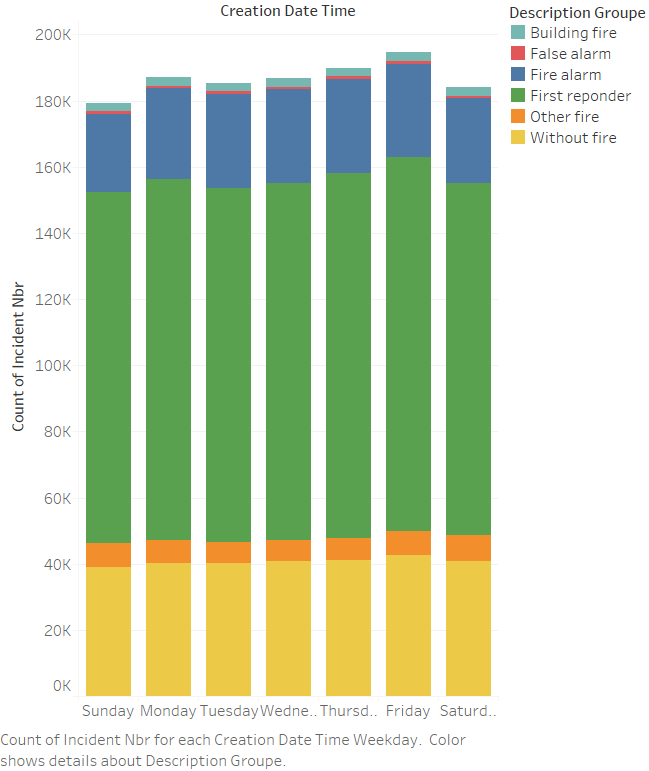 Creation Date Time
Description Groupe
Building fire
False alarm
Fire alarm
First reponder
Other fire
Without fire
Count of Incident Nbr
200K
180K
160K
140K
120K
100K
80K
60K
40K
20K
0K
Sunday Monday Tuesday Wedne.. Thursd.. Friday Saturd..
Count of Incident Nbr for each Creation Date Time Weekday. Color
shows details about Description Groupe.